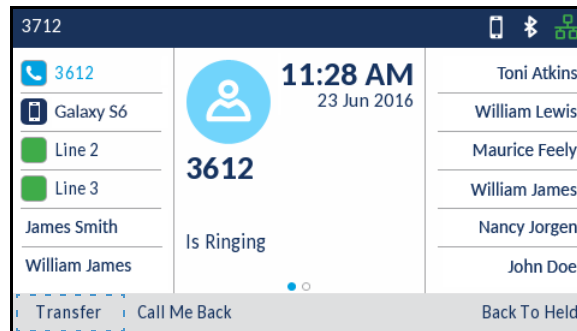 3712
3612
Galaxy S6
Line 2
Line 3
James Smith
William James
11:28 AM
23 Jun 2016
3612
Is Ringing
Toni Atkins
William Lewis
Maurice Feely
William James
Nancy Jorgen
John Doe
Transfer Call Me Back Back To Held